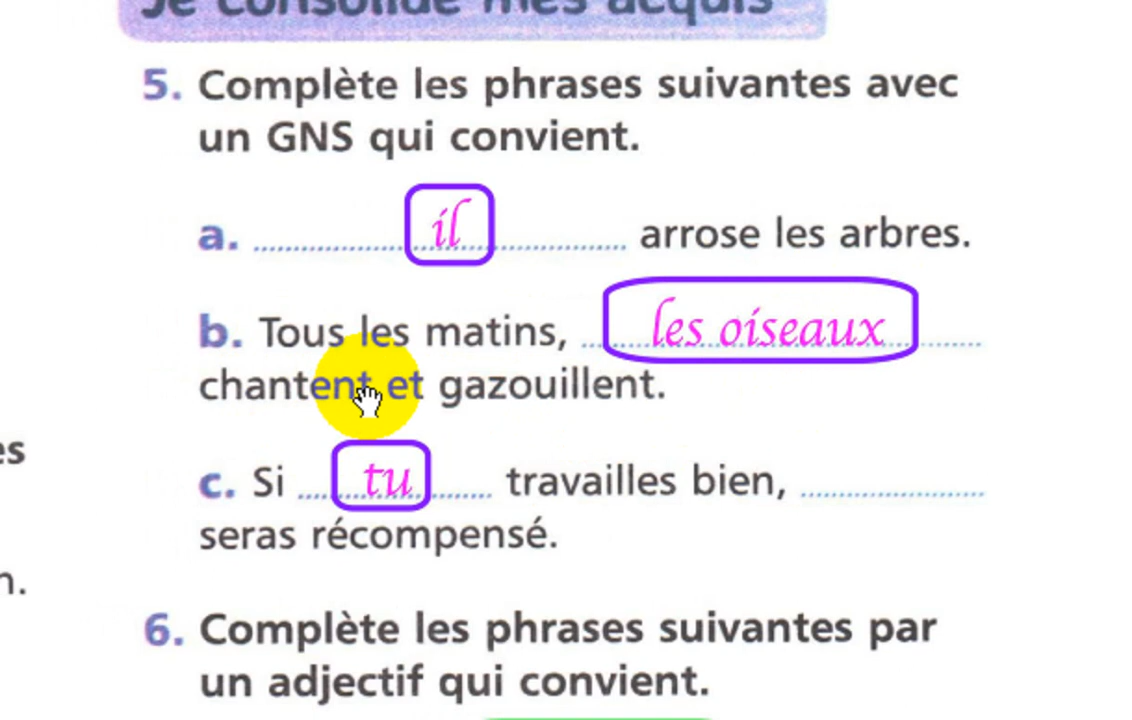 Je consolide mes acquis
5. Complète les phrases suivantes avec
un GNS qui convient.
a. il arrose les arbres.
b. Tous les matins, les oiseaux
chantent et gazouillent.
es
c. Si tu travailles bien,
seras récompensé.
n.
6. Complète les phrases suivantes par
un adjectif qui convient.